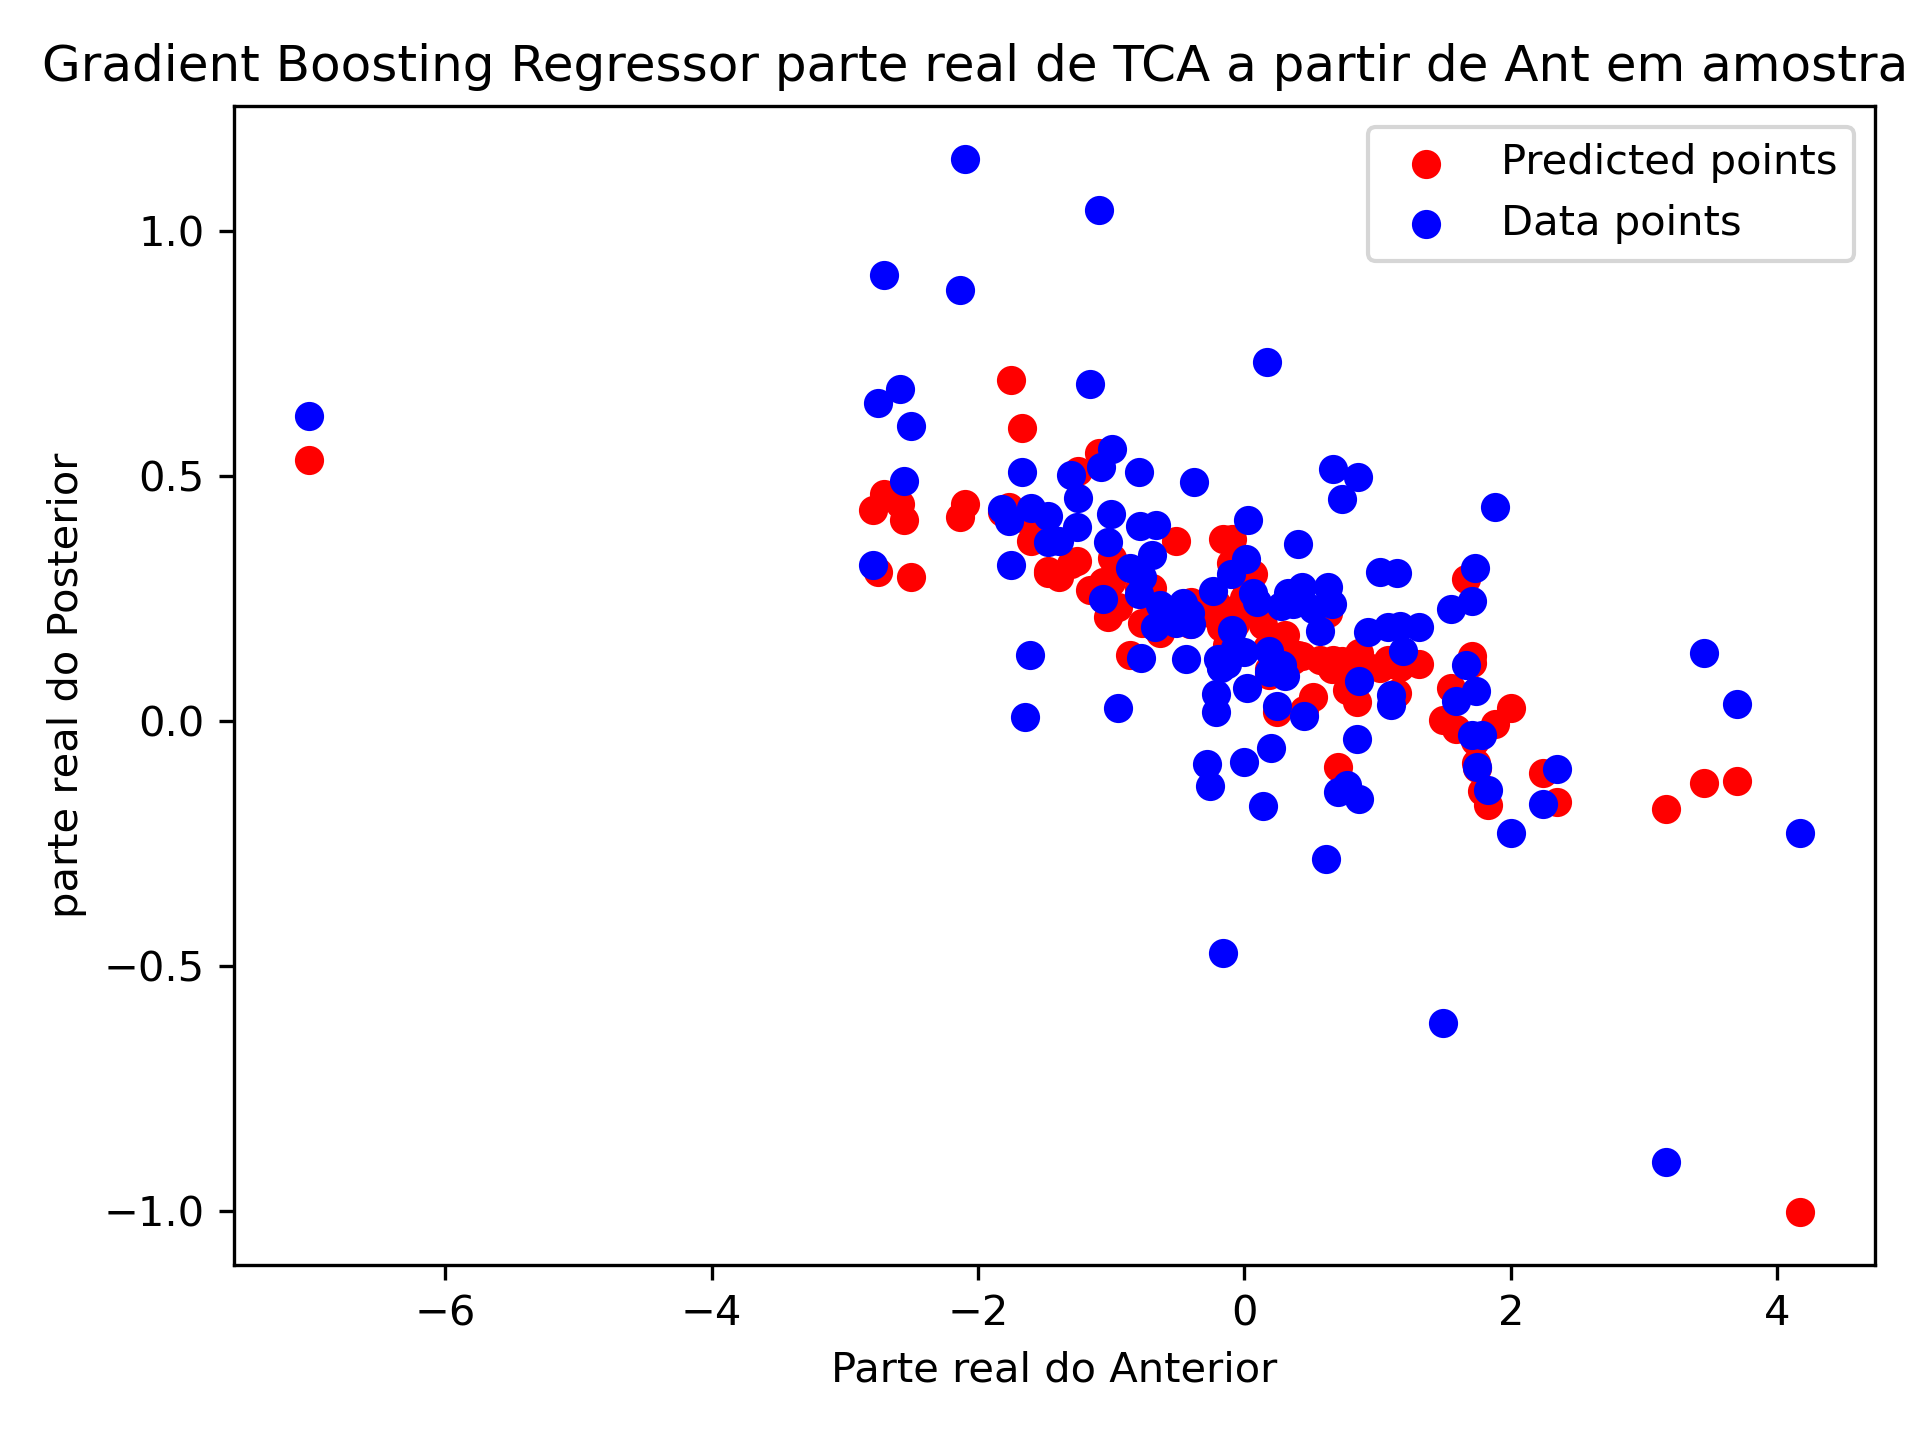 Gradient Boosting Regressor parte real de TCA a partir de Ant em amostra
Predicted points
Data points
1.0
0.5
0.0
−0.5
−1.0
parte real do Posterior
−6
−4
−2
0
2
4
Parte real do Anterior